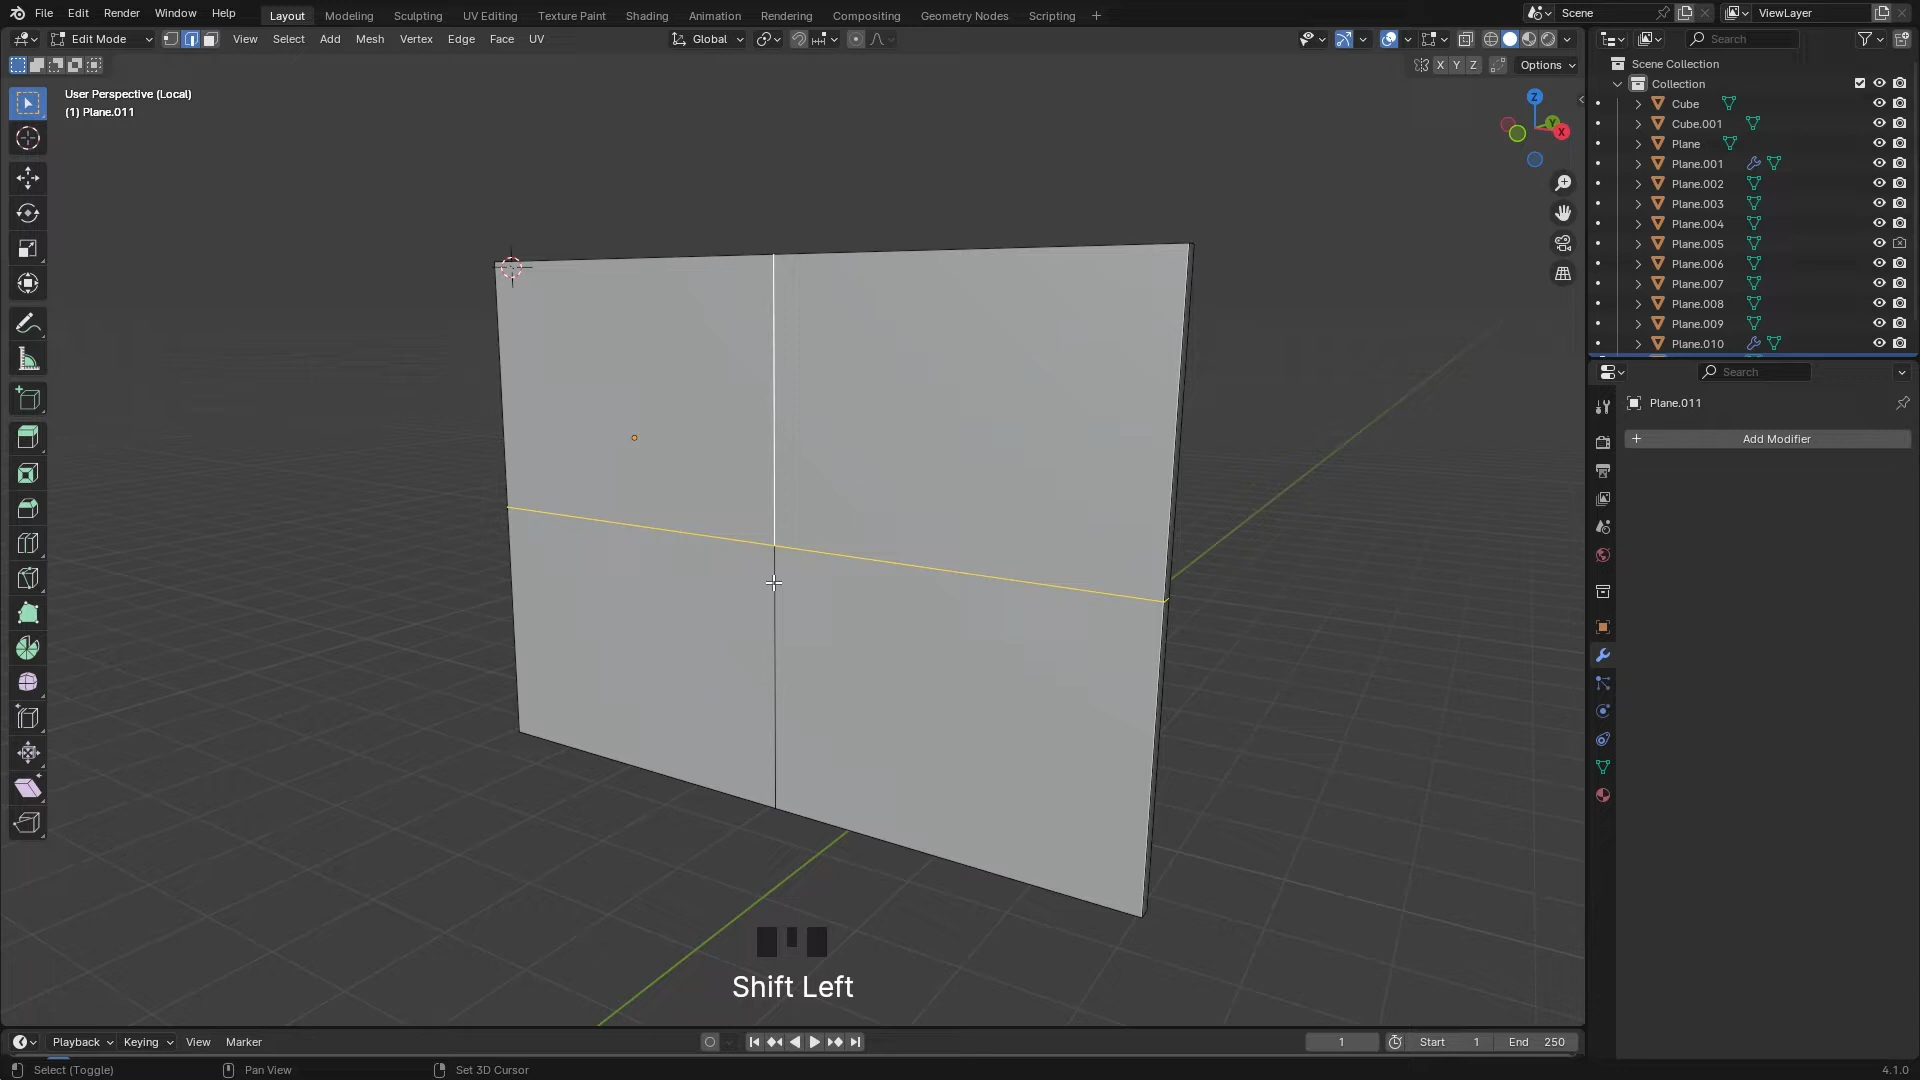 File Edit Render Window Help Layout Modeling Sculpting UV Editing Texture Paint Shading Animation Rendering Compositing Geometry Nodes Scripting + Scene ViewLayer
Edit Mode View Select Add Mesh Vertex Edge Face UV Global Search
X Y Z Options
User Perspective (Local)
(1) Plane.011
Z
Y
X
Scene Collection
Collection
Cube
Cube.001
Plane
Plane.001
Plane.002
Plane.003
Plane.004
Plane.005
Plane.006
Plane.007
Plane.008
Plane.009
Plane.010
Search
Plane.011
+ Add Modifier
Shift Left
Playback Keying View Marker 1 Start 1 End 250
Select (Toggle) Pan View Set 3D Cursor 4.1.0